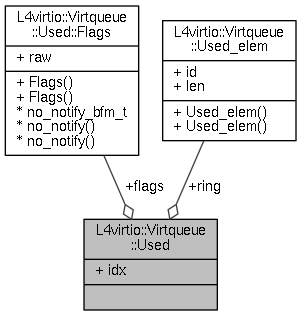 L4virtio::Virtqueue
::Used::Flags
+ raw
+ Flags()
+ Flags()
* no_notify_bfm_t
* no_notify()
* no_notify()
L4virtio::Virtqueue
::Used_elem
+ id
+ len
+ Used_elem()
+ Used_elem()
+flags
+ring
L4virtio::Virtqueue
::Used
+ idx